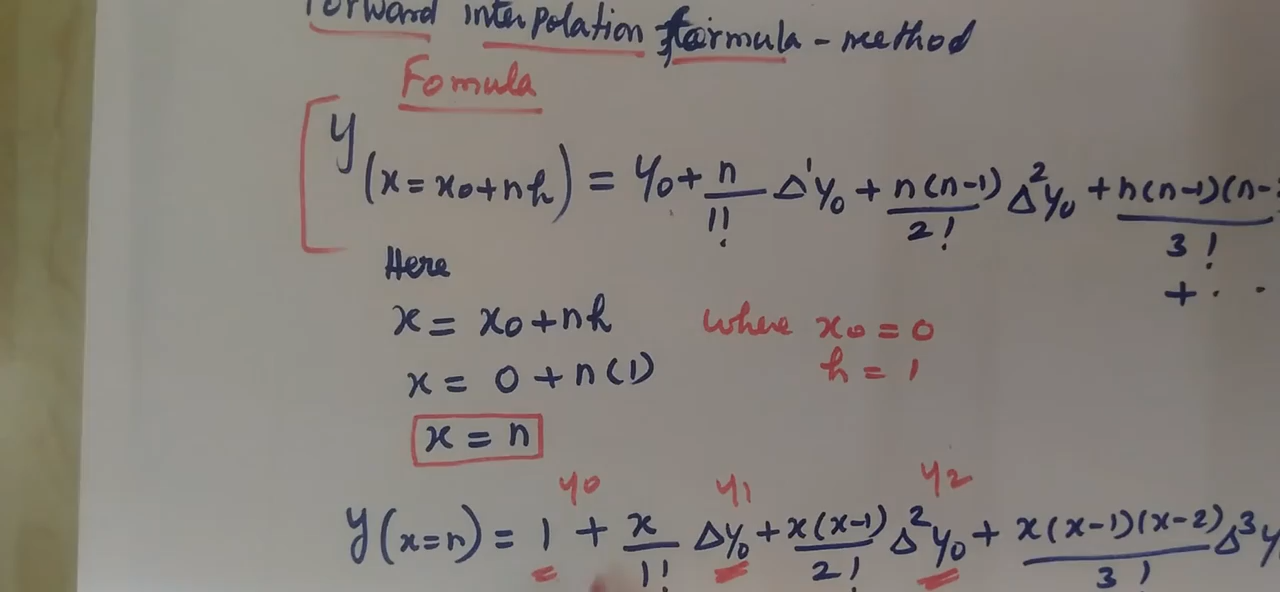 Forward interpolation formula - method
Fomula
y(x = x0 + nh) = y0 + n/1! Δ¹y0 + n(n-1)/2! Δ²y0 + n(n-1)(n-/3!
+ . .
Here
x = x0 + nh where x0 = 0
x = 0 + n(1) h = 1
x = n
y0 y1 y2
y(x=n) = 1 + x/1! Δy0 + x(x-1)/2! Δ²y0 + x(x-1)(x-2)/3! Δ³y